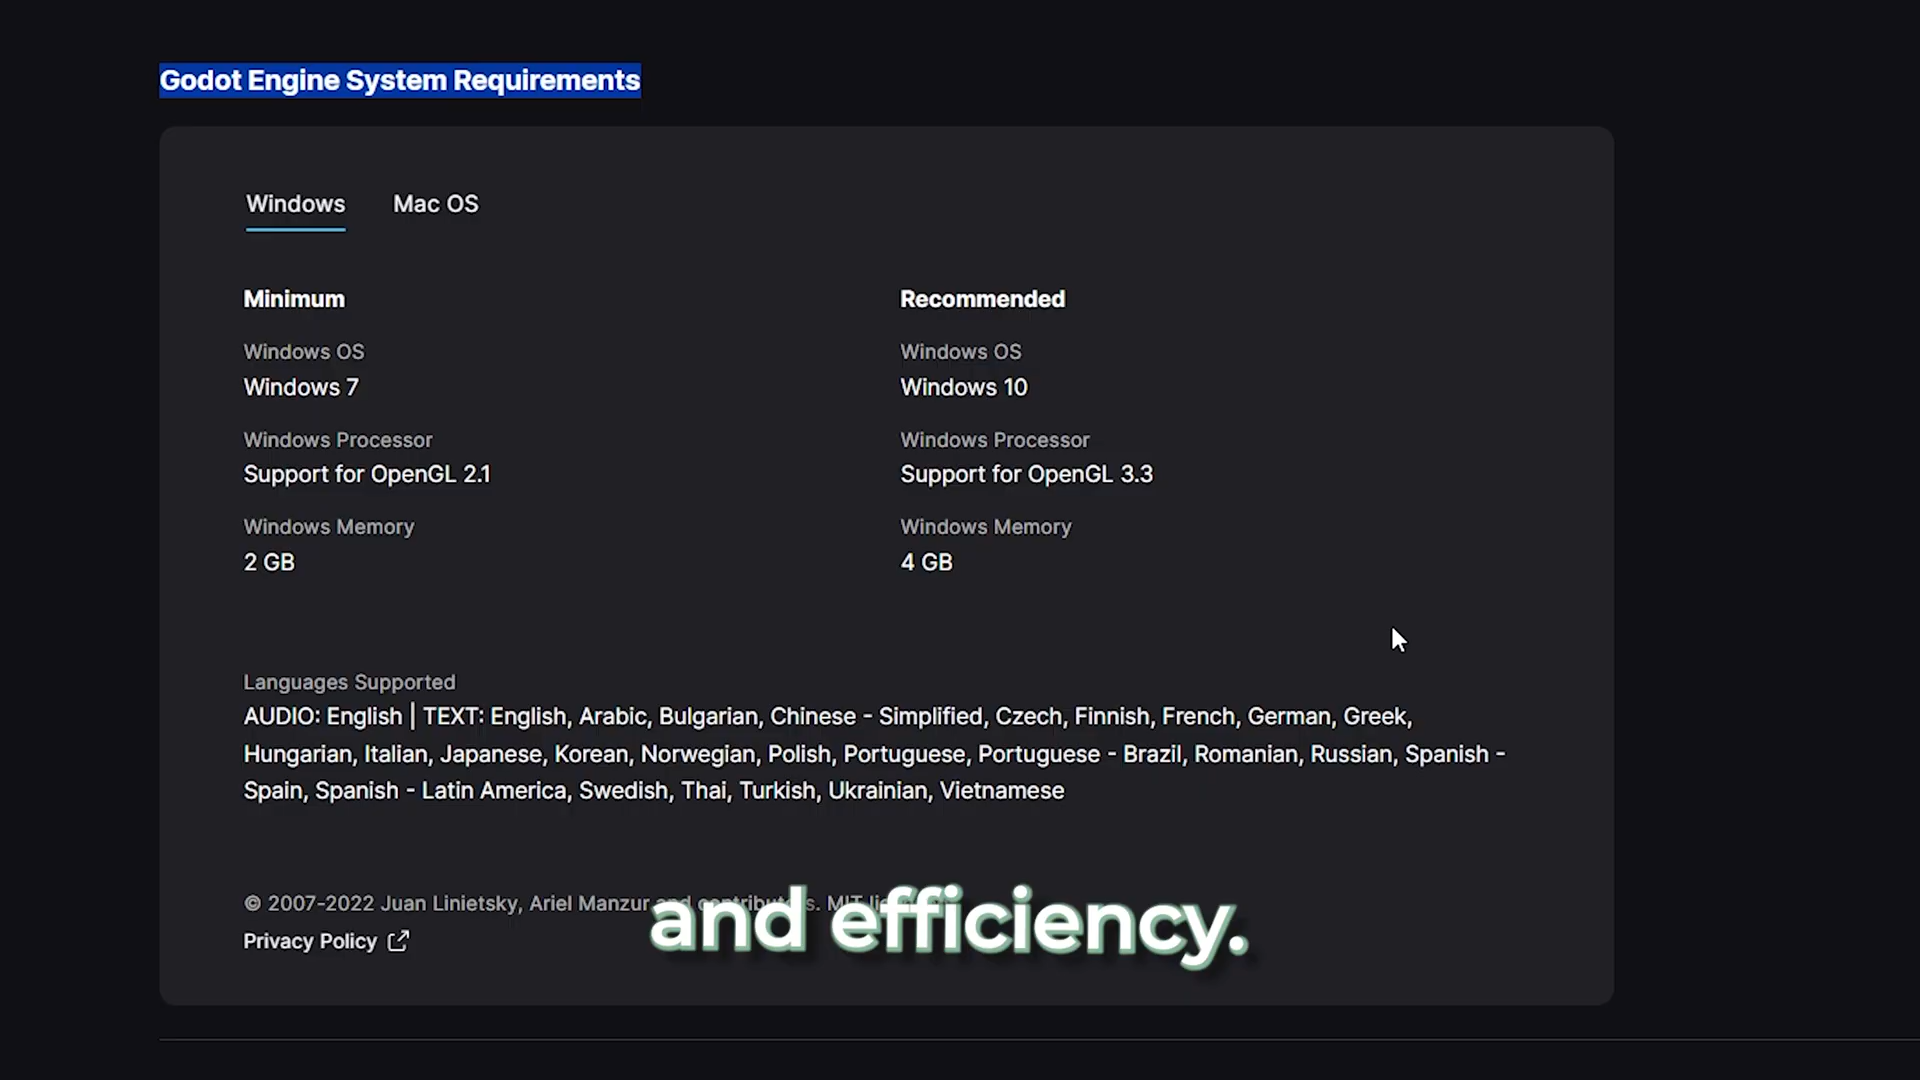 Godot Engine System Requirements
Windows Mac OS
Minimum
Windows OS
Windows 7
Windows Processor
Support for OpenGL 2.1
Windows Memory
2 GB
Recommended
Windows OS
Windows 10
Windows Processor
Support for OpenGL 3.3
Windows Memory
4 GB
Languages Supported
AUDIO: English | TEXT: English, Arabic, Bulgarian, Chinese - Simplified, Czech, Finnish, French, German, Greek,
Hungarian, Italian, Japanese, Korean, Norwegian, Polish, Portuguese, Portuguese - Brazil, Romanian, Russian, Spanish -
Spain, Spanish - Latin America, Swedish, Thai, Turkish, Ukrainian, Vietnamese
© 2007-2022 Juan Linietsky, Ariel Manzur and contributors. MIT
Privacy Policy
and efficiency.